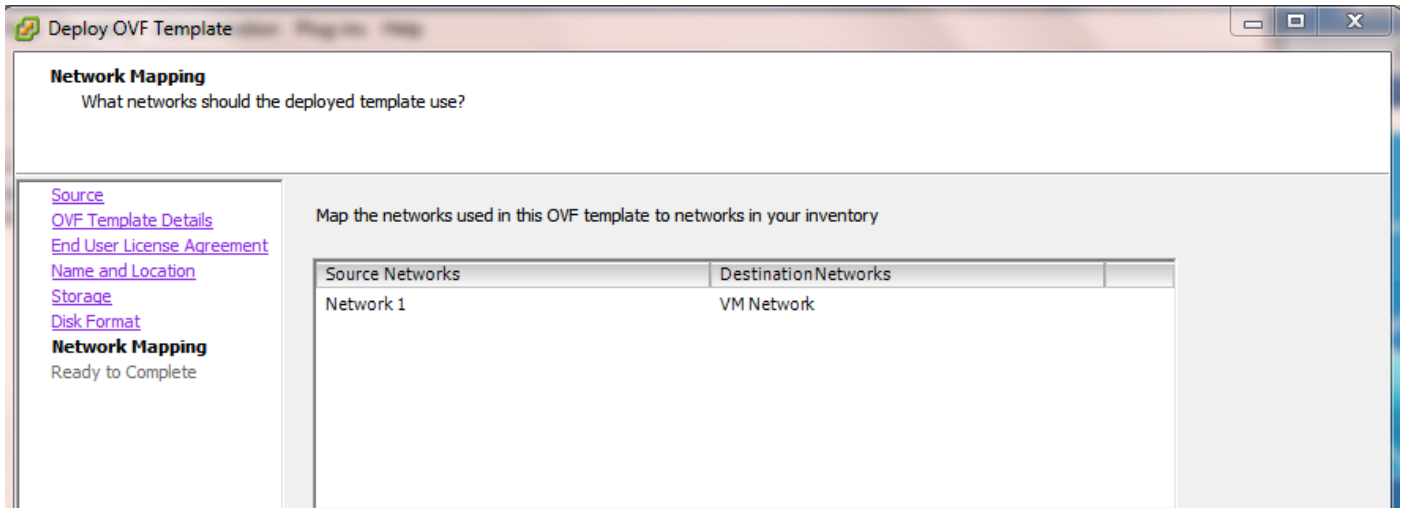 Deploy OVF Template
Network Mapping
What networks should the deployed template use?
Source
OVF Template Details
End User License Agreement
Name and Location
Storage
Disk Format
Network Mapping
Ready to Complete
Map the networks used in this OVF template to networks in your inventory
Source Networks DestinationNetworks
Network 1 VM Network